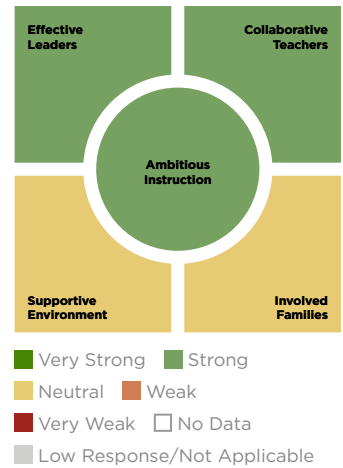 Effective
Leaders
Collaborative
Teachers
Ambitious
Instruction
Supportive
Environment
Involved
Families
Very Strong
Strong
Neutral
Weak
Very Weak
No Data
Low Response/Not Applicable